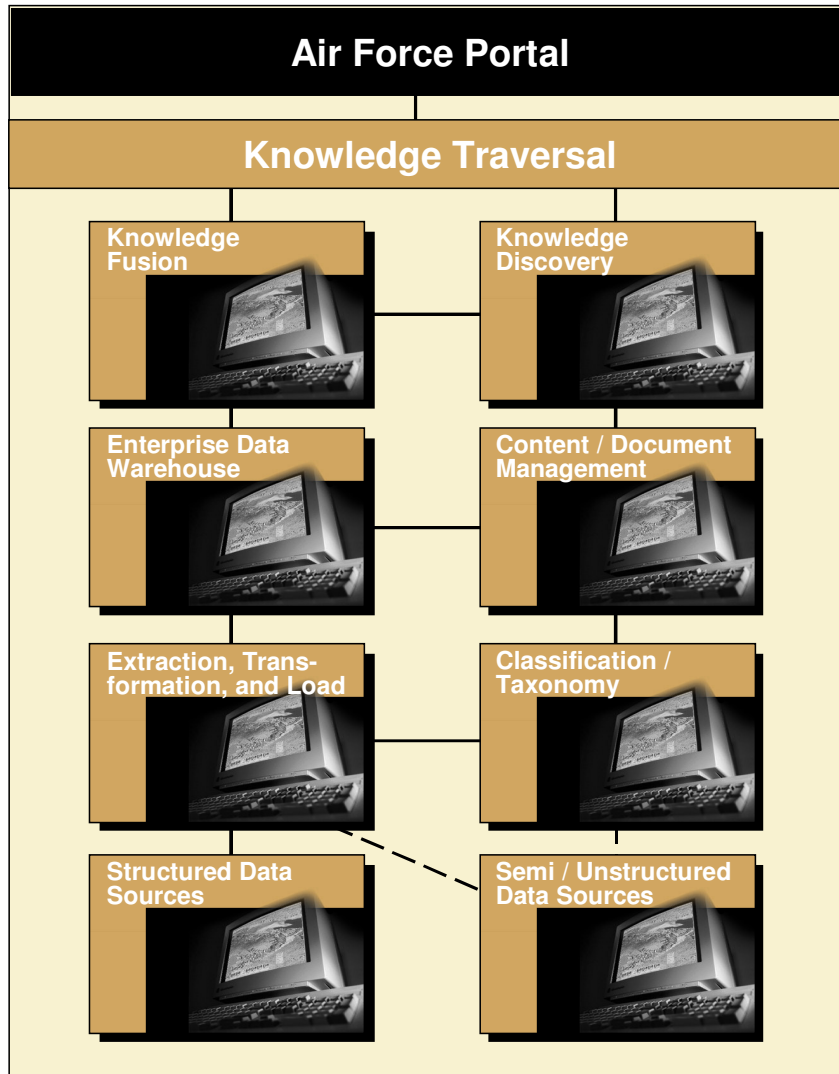 Air Force Portal
Knowledge Traversal
Knowledge
Fusion
Knowledge
Discovery
Enterprise Data
Warehouse
Content / Document
Management
Extraction, Trans-
formation, and Load
Classification /
Taxonomy
Structured Data
Sources
Semi / Unstructured
Data Sources